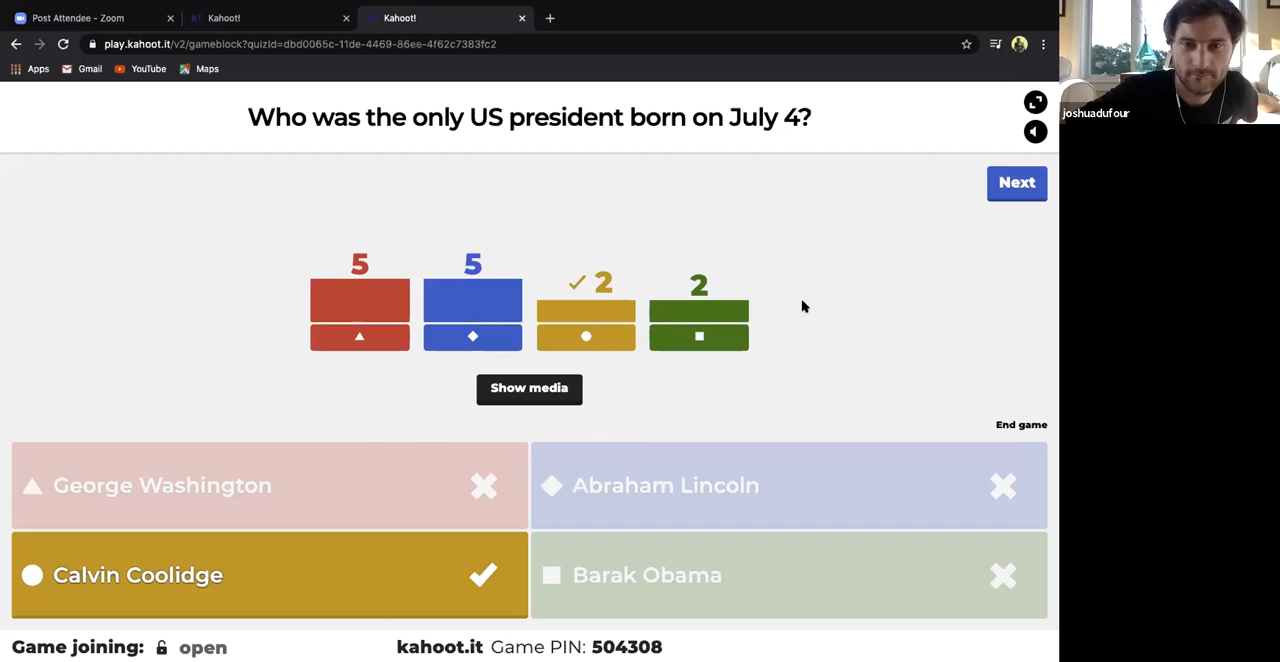 Post Attendee - Zoom
Kahoot!
Kahoot!
play.kahoot.it/v2/gameblock?quizId=dbd0065c-11de-4469-86ee-4f62c7383fc2
Apps
Gmail
YouTube
Maps
Who was the only US president born on July 4?
joshuadufour
Next
5
5
2
2
Show media
End game
George Washington
Abraham Lincoln
Calvin Coolidge
Barak Obama
Game joining: open
kahoot.it Game PIN: 504308